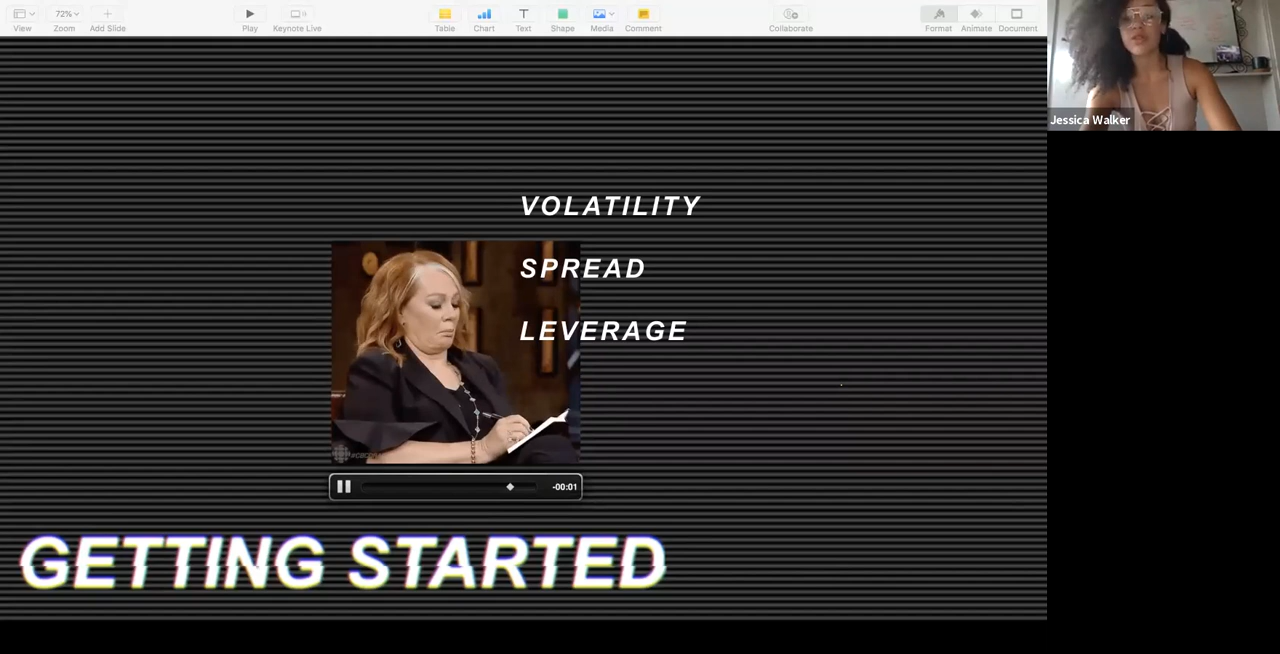 View
Zoom
Add Slide
72%
Play
Keynote Live
Table
Chart
Text
Shape
Media
Comment
Collaborate
Format
Animate
Document
Jessica Walker
VOLATILITY
SPREAD
LEVERAGE
-00:01
GETTING STARTED